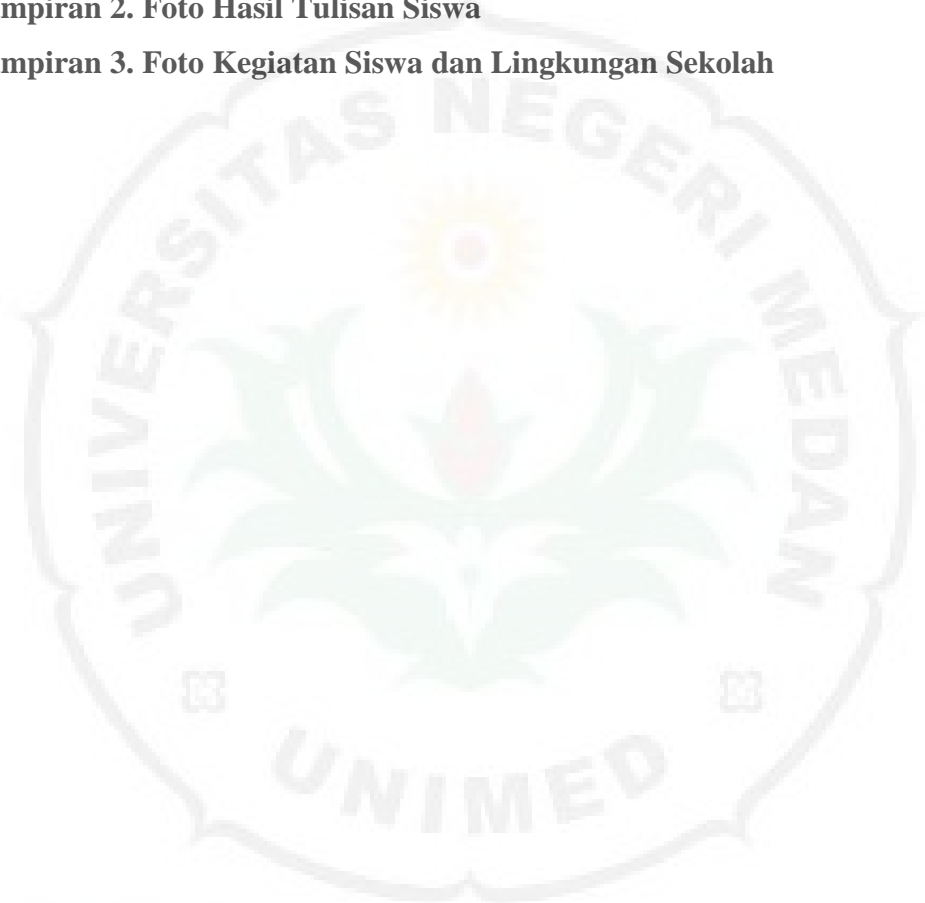 mpiran 2. Foto Hasil Tulisan Siswa
mpiran 3. Foto Kegiatan Siswa dan Lingkungan Sekolah
UNIVERSITAS NEGERI MEDAN
UNIMED